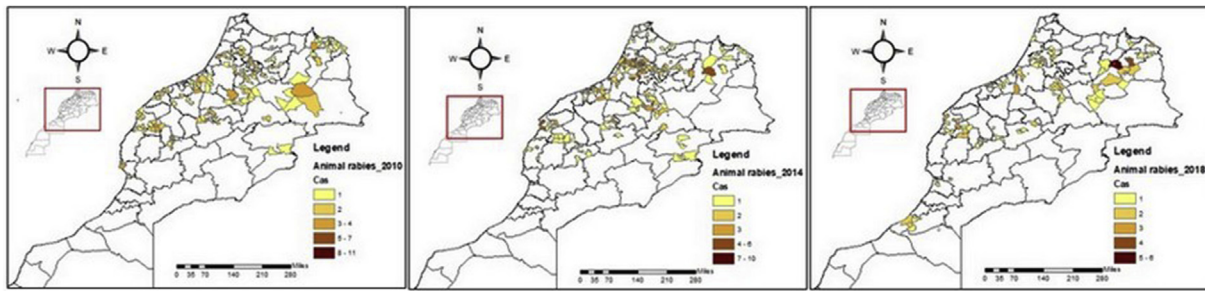 N
W E
S
Legend
Animal rabies_2010
Cas
1
2
3 - 4
5 - 7
8 - 11
Miles
0 35 70 140 210 280
N
W E
S
Legend
Animal rabies_2014
Cas
1
2
3
4 - 6
7 - 10
Miles
0 35 70 140 210 280
N
W E
S
Legend
Animal rabies_2018
Cas
1
2
3
4
5 - 6
Miles
0 35 70 140 210 280